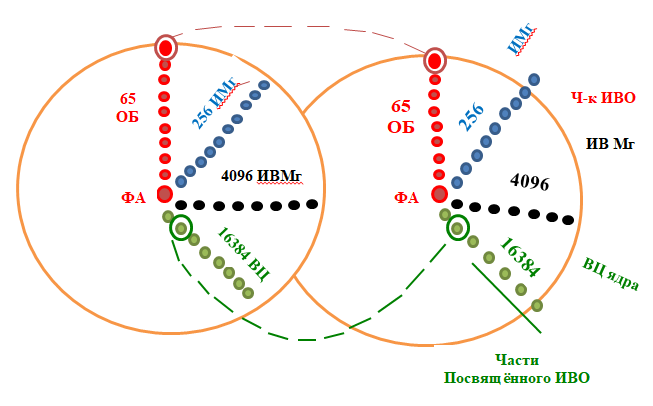 65
ОБ
256 ИМг
4096 ИВМг
ФА
16384 ВЦ
65
ОБ
256
ИМг
4096
ФА
16384
Ч-к ИВО
ИВ Мг
ВЦ ядра
Части
Посвящённого ИВО